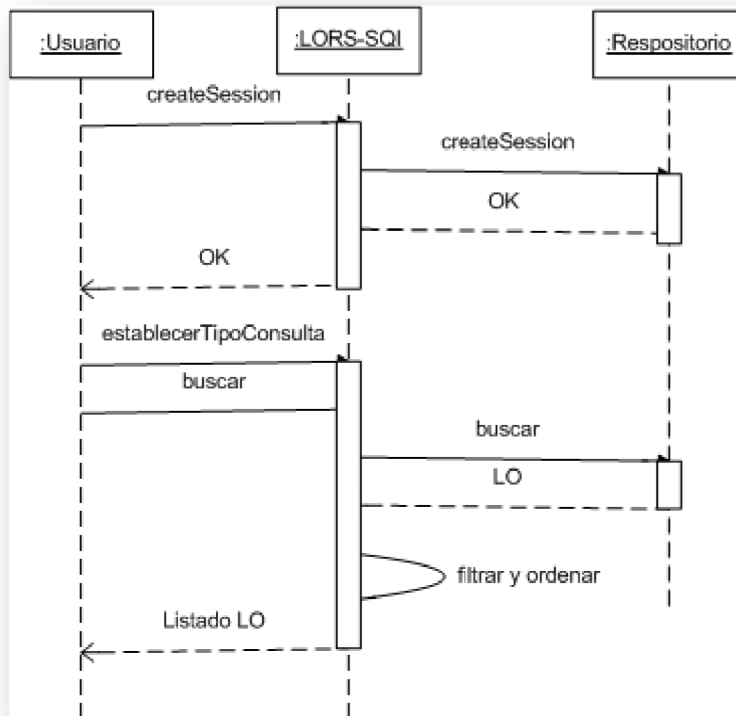 :Usuario
:LORS-SQI
:Respositorio
createSession
createSession
OK
OK
establecerTipoConsulta
buscar
buscar
LO
filtrar y ordenar
Listado LO